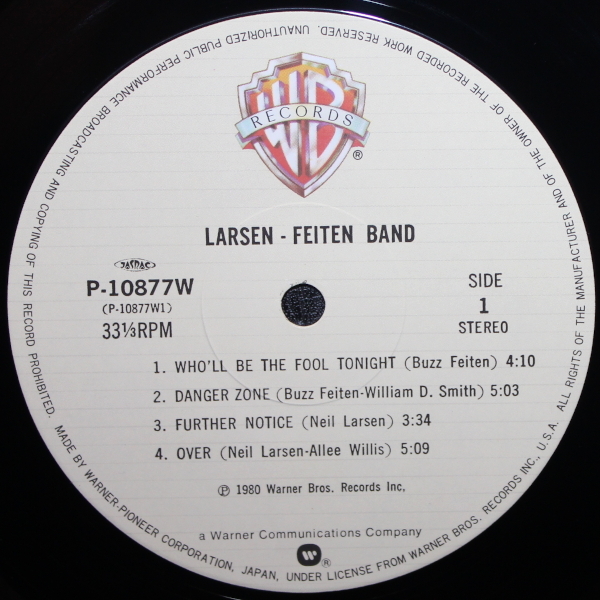 WB
RECORDS
®
LARSEN - FEITEN BAND
JASRAC
P-10877W
(P-10877W1)
33⅓RPM
SIDE
1
STEREO
1. WHO'LL BE THE FOOL TONIGHT (Buzz Feiten) 4:10
2. DANGER ZONE (Buzz Feiten-William D. Smith) 5:03
3. FURTHER NOTICE (Neil Larsen) 3:34
4. OVER (Neil Larsen-Allee Willis) 5:09
℗ 1980 Warner Bros. Records Inc.
a Warner Communications Company
®
MADE BY WARNER-PIONEER CORPORATION, JAPAN, UNDER LICENSE FROM WARNER BROS. RECORDS INC., U.S.A. ALL RIGHTS OF THE MANUFACTURER AND OF THE OWNER OF THE RECORDED WORK RESERVED. UNAUTHORIZED PUBLIC PERFORMANCE BROADCASTING AND COPYING OF THIS RECORD PROHIBITED.